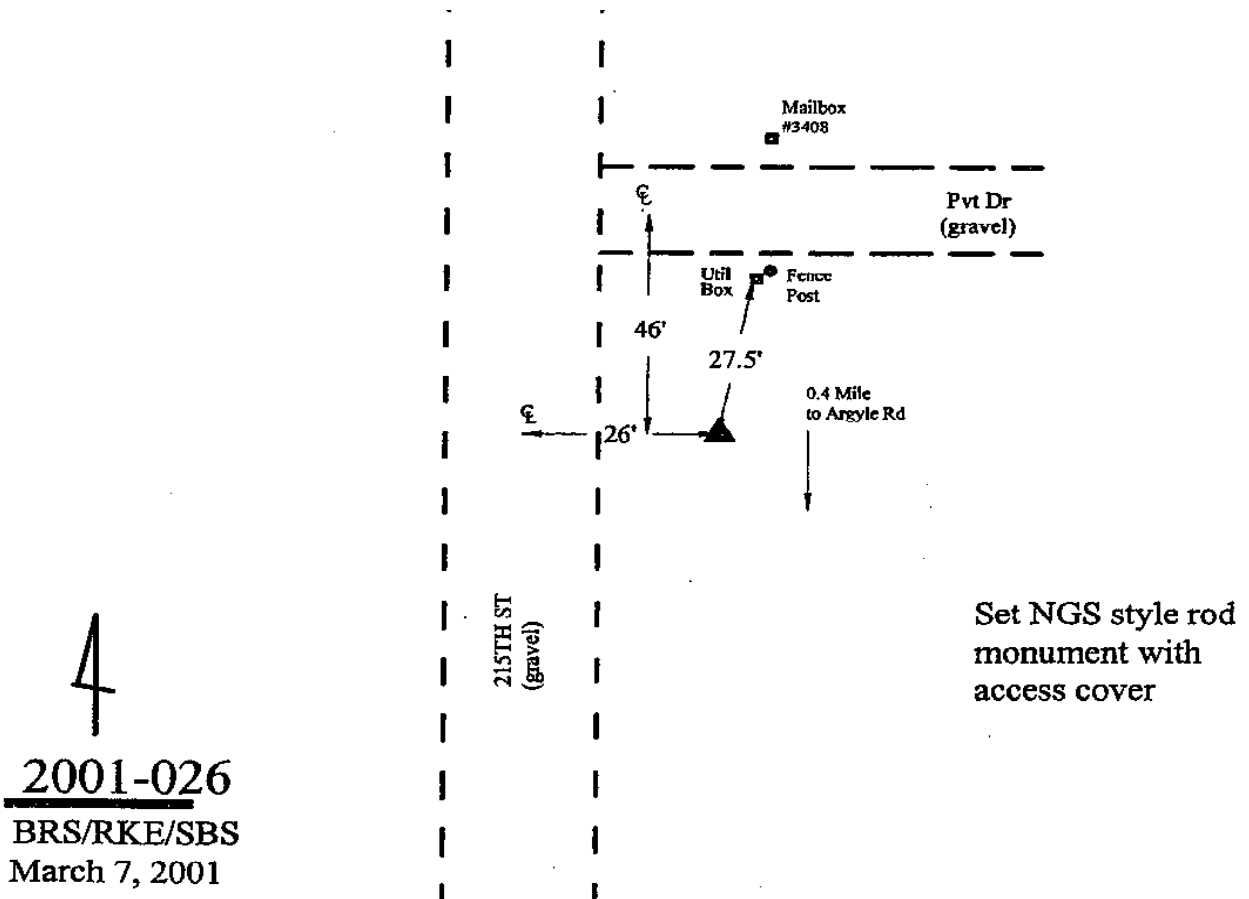 Mailbox
#3408
℄
Pvt Dr
(gravel)
Util
Box
Fence
Post
46'
27.5'
0.4 Mile
to Argyle Rd
℄
26'
215TH ST
(gravel)
Set NGS style rod
monument with
access cover
2001-026
BRS/RKE/SBS
March 7, 2001